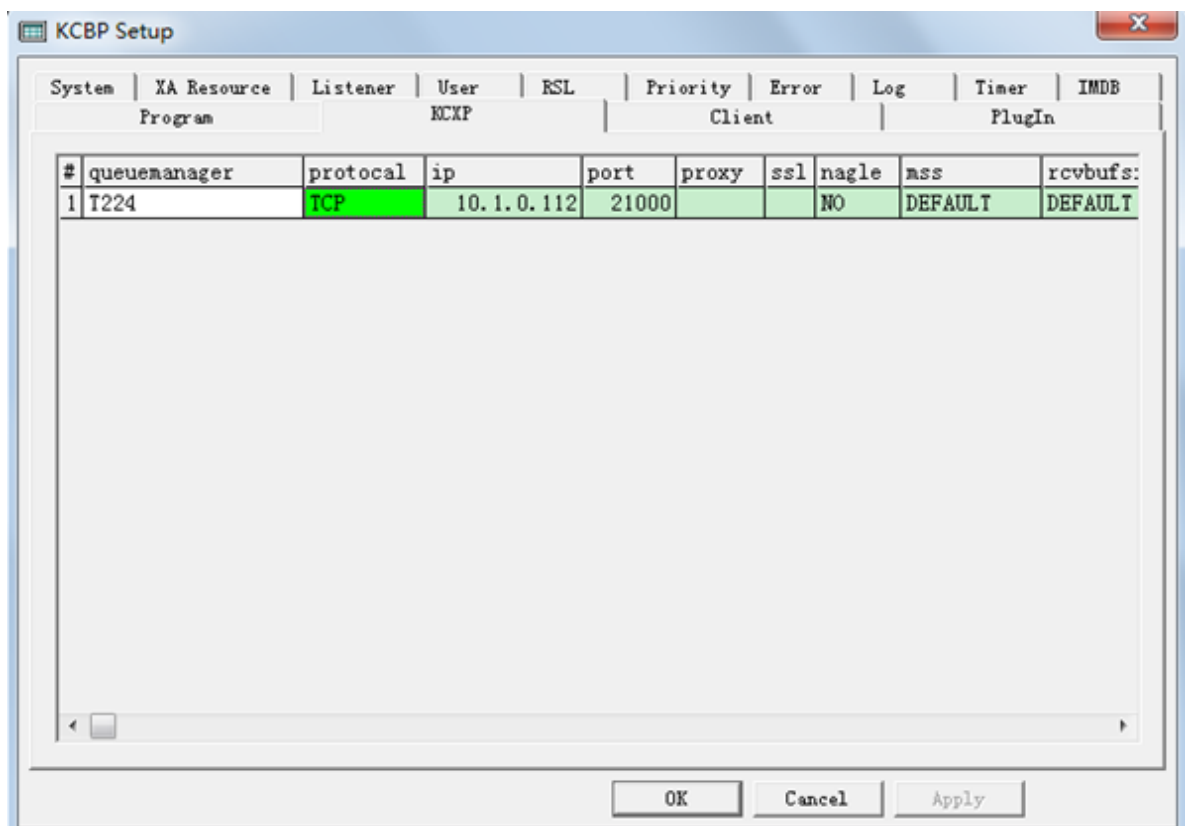 KCBP Setup
System XA Resource Listener User RSL Priority Error Log Timer IMDB
Program KCXP Client PlugIn
# queuemanager protocal ip port proxy ssl nagle mss
1 T224 TCP 10.1.0.112 21000 NO DEFAULT DEFAULT
OK Cancel Apply